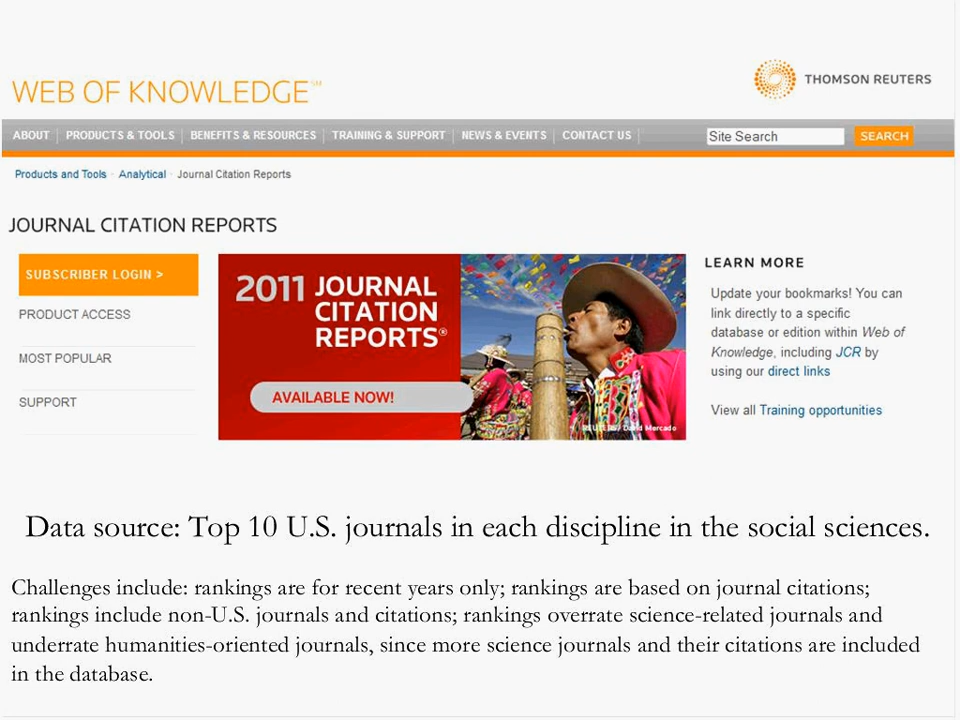 WEB OF KNOWLEDGE℠
THOMSON REUTERS
ABOUT PRODUCTS & TOOLS BENEFITS & RESOURCES TRAINING & SUPPORT NEWS & EVENTS CONTACT US
Site Search SEARCH
Products and Tools · Analytical · Journal Citation Reports
JOURNAL CITATION REPORTS
SUBSCRIBER LOGIN >
PRODUCT ACCESS
MOST POPULAR
SUPPORT
2011 JOURNAL
CITATION
REPORTS®
AVAILABLE NOW!
REUTERS/ David Mercado
LEARN MORE
Update your bookmarks! You can
link directly to a specific
database or edition within Web of
Knowledge, including JCR by
using our direct links
View all Training opportunities
Data source: Top 10 U.S. journals in each discipline in the social sciences.
Challenges include: rankings are for recent years only; rankings are based on journal citations;
rankings include non-U.S. journals and citations; rankings overrate science-related journals and
underrate humanities-oriented journals, since more science journals and their citations are included
in the database.